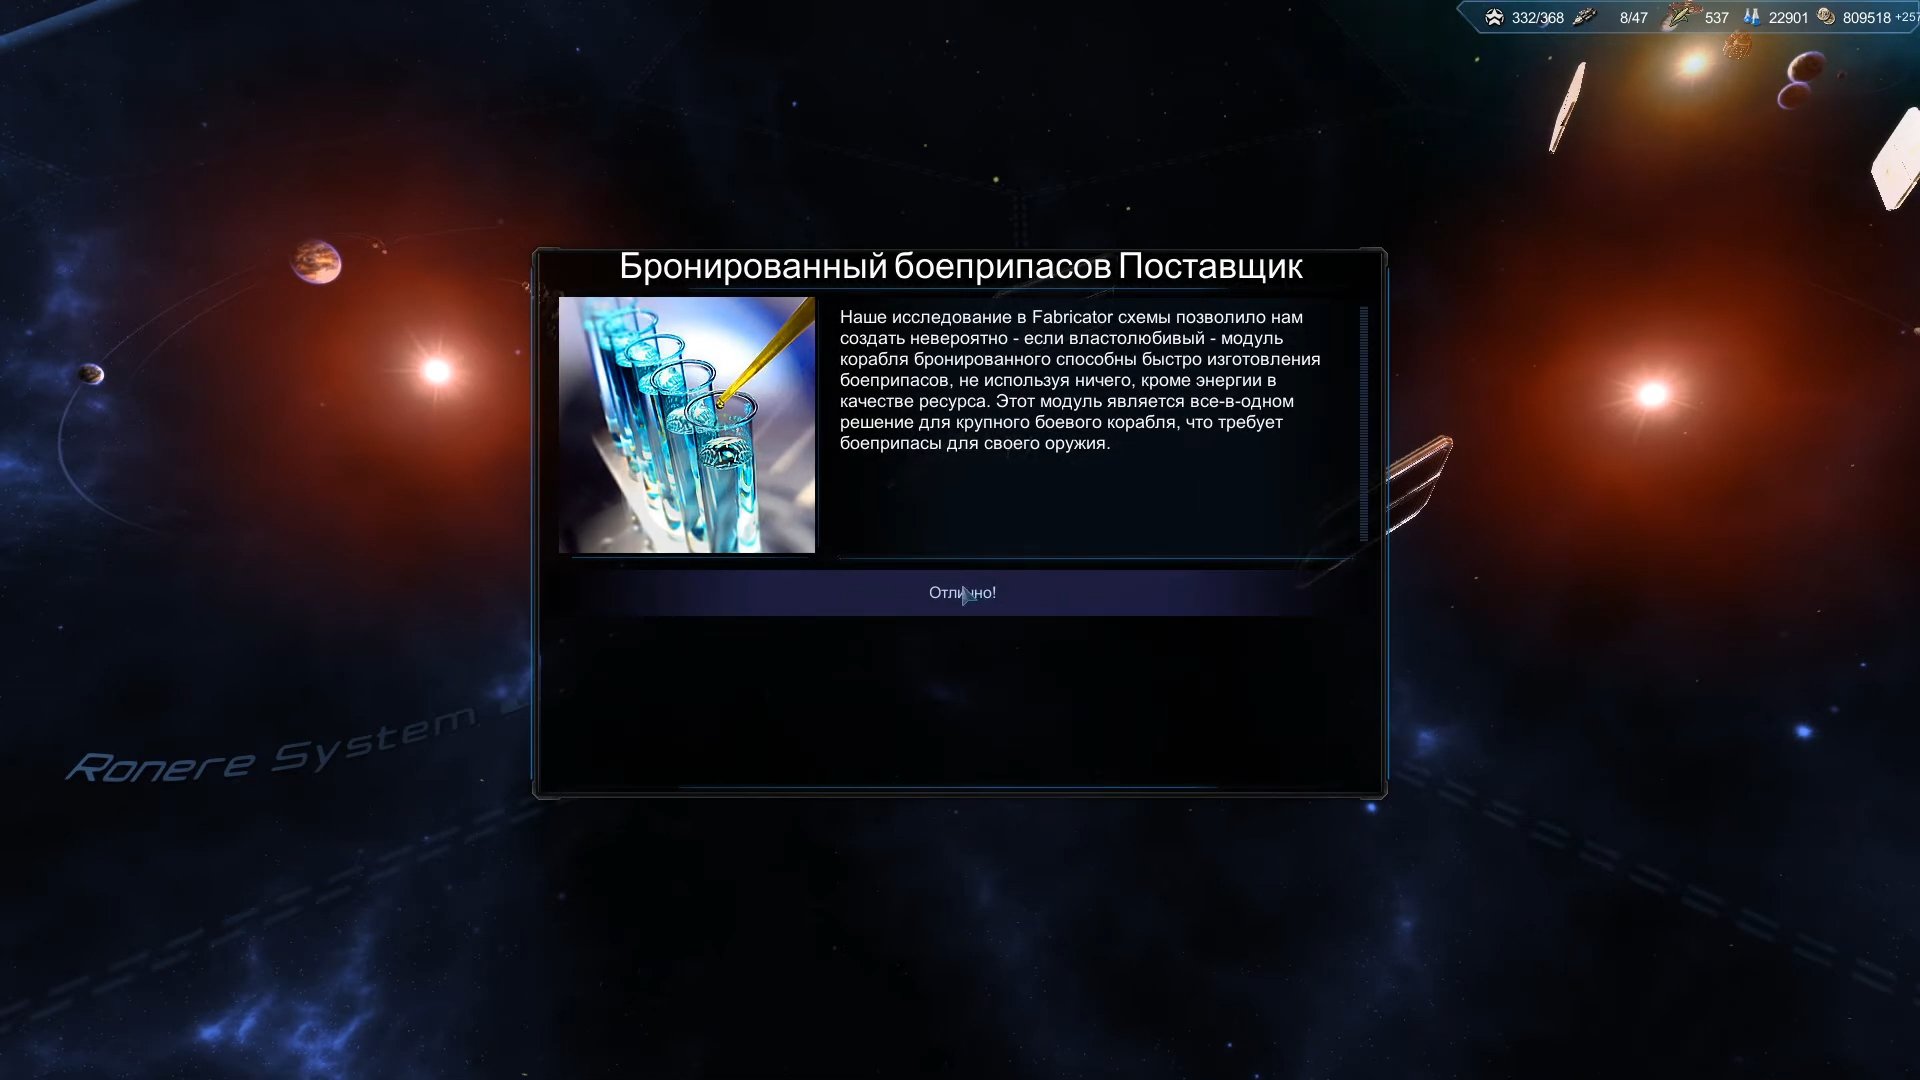 332/368 8/47 537 22901 809518 +257
Бронированный боеприпасов Поставщик
Наше исследование в Fabricator схемы позволило нам
создать невероятно - если властолюбивый - модуль
корабля бронированного способны быстро изготовления
боеприпасов, не используя ничего, кроме энергии в
качестве ресурса. Этот модуль является все-в-одном
решение для крупного боевого корабля, что требует
боеприпасы для своего оружия.
Отлично!
Ronere System